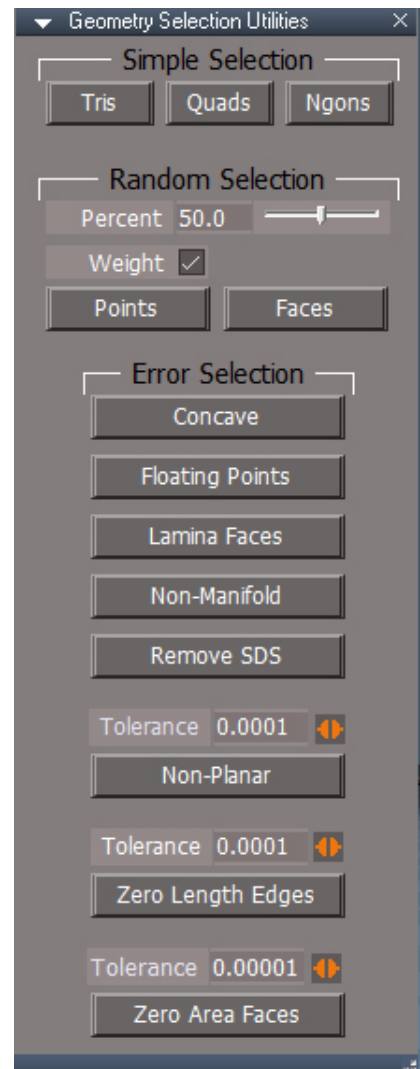 Geometry Selection Utilities
Simple Selection
Tris Quads Ngons
Random Selection
Percent 50.0
Weight
Points Faces
Error Selection
Concave
Floating Points
Lamina Faces
Non-Manifold
Remove SDS
Tolerance 0.0001
Non-Planar
Tolerance 0.0001
Zero Length Edges
Tolerance 0.00001
Zero Area Faces